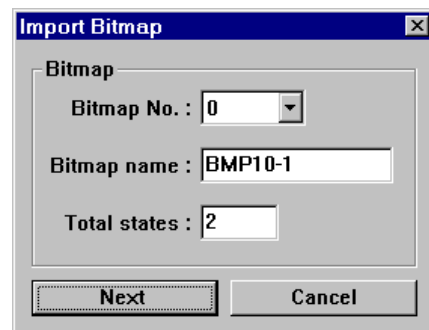 Import Bitmap
Bitmap
Bitmap No. : 0
Bitmap name : BMP10-1
Total states : 2
Next Cancel